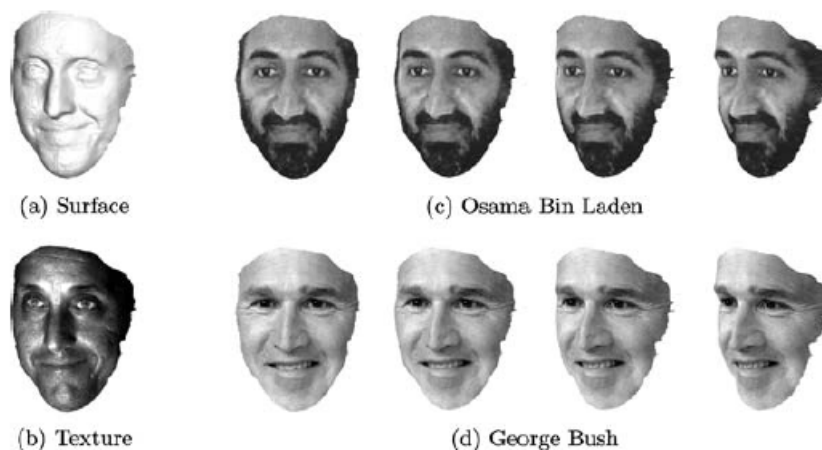 (a) Surface
(c) Osama Bin Laden
(b) Texture
(d) George Bush